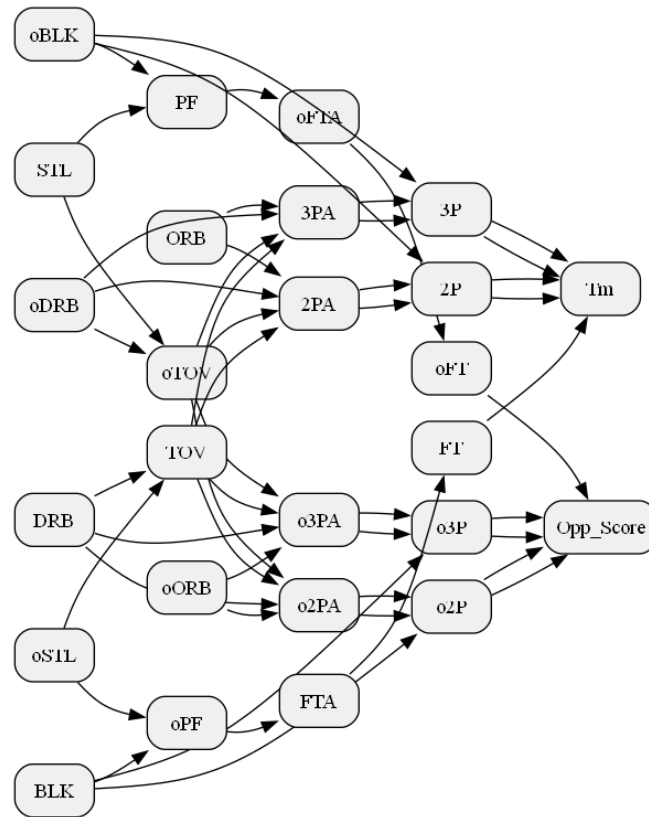 oBLK
PF
oFTA
STL
3PA
3P
ORB
oDRB
2PA
2P
Tm
oTOV
oFT
TOV
FT
DRB
o3PA
o3P
Opp_Score
oORB
o2PA
o2P
oSTL
FTA
oPF
BLK